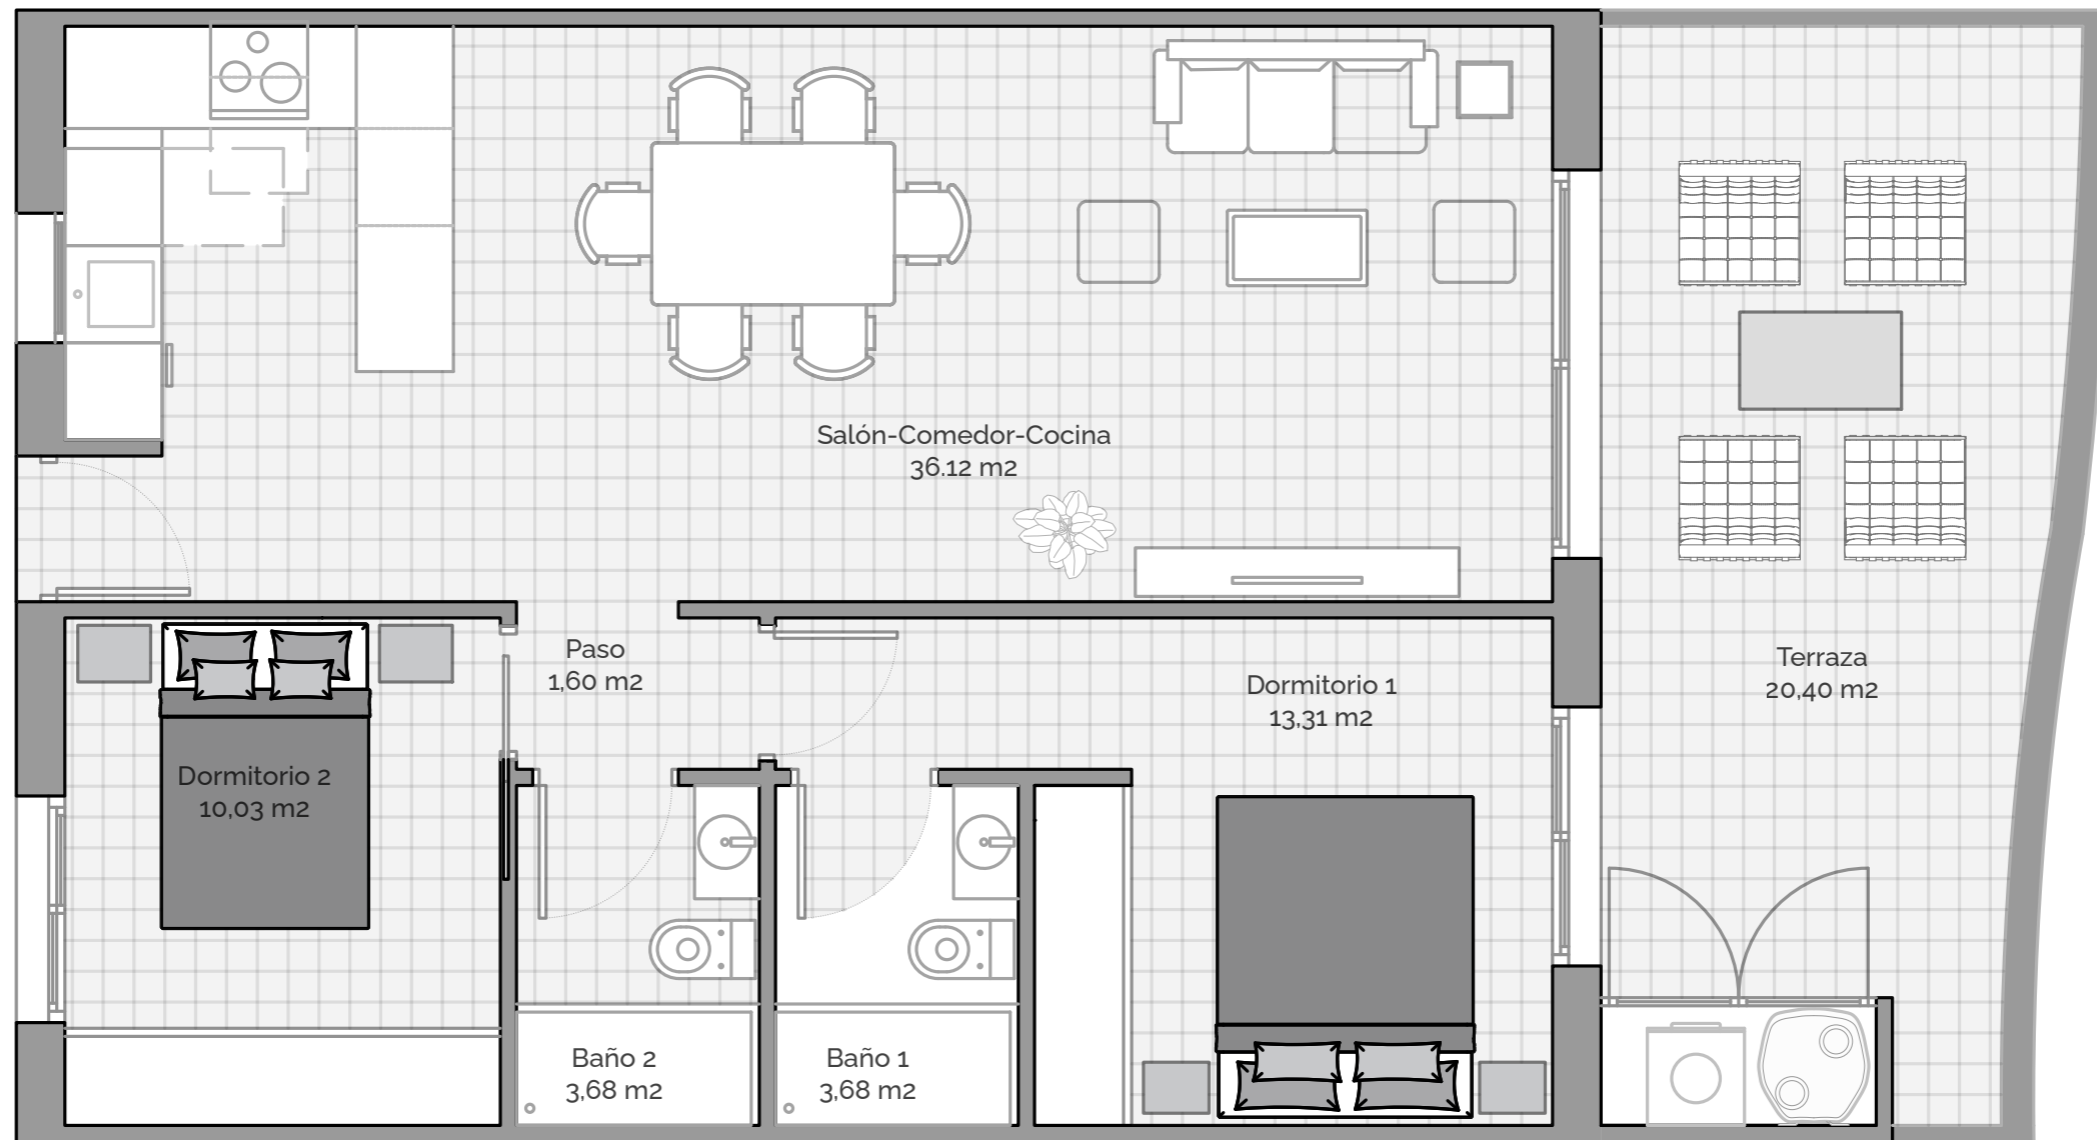 Salón-Comedor-Cocina
36.12 m2
Paso
1,60 m2
Terraza
20,40 m2
Dormitorio 1
13,31 m2
Dormitorio 2
10,03 m2
Baño 2
3,68 m2
Baño 1
3,68 m2